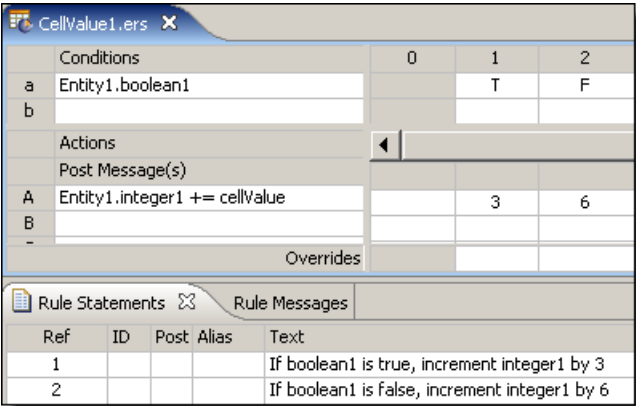 CellValue1.ers
Conditions 0 1 2
a Entity1.boolean1 T F
b
Actions
Post Message(s)
A Entity1.integer1 += cellValue 3 6
B
Overrides
Rule Statements Rule Messages
Ref ID Post Alias Text
1 If boolean1 is true, increment integer1 by 3
2 If boolean1 is false, increment integer1 by 6